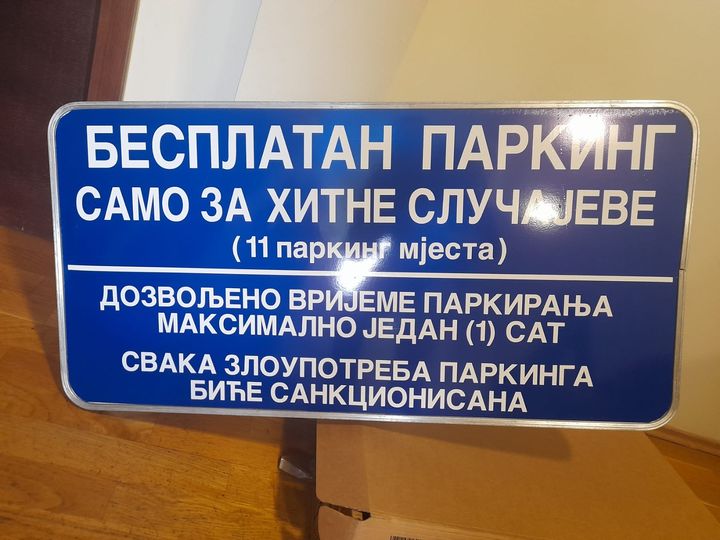 БЕСПЛАТАН ПАРКИНГ
САМО ЗА ХИТНЕ СЛУЧАЈЕВЕ
(11 паркинг мјеста)
ДОЗВОЉЕНО ВРИЈЕМЕ ПАРКИРАЊА
МАКСИМАЛНО ЈЕДАН (1) САТ
СВАКА ЗЛОУПОТРЕБА ПАРКИНГА
БИЋЕ САНКЦИОНИСАНА